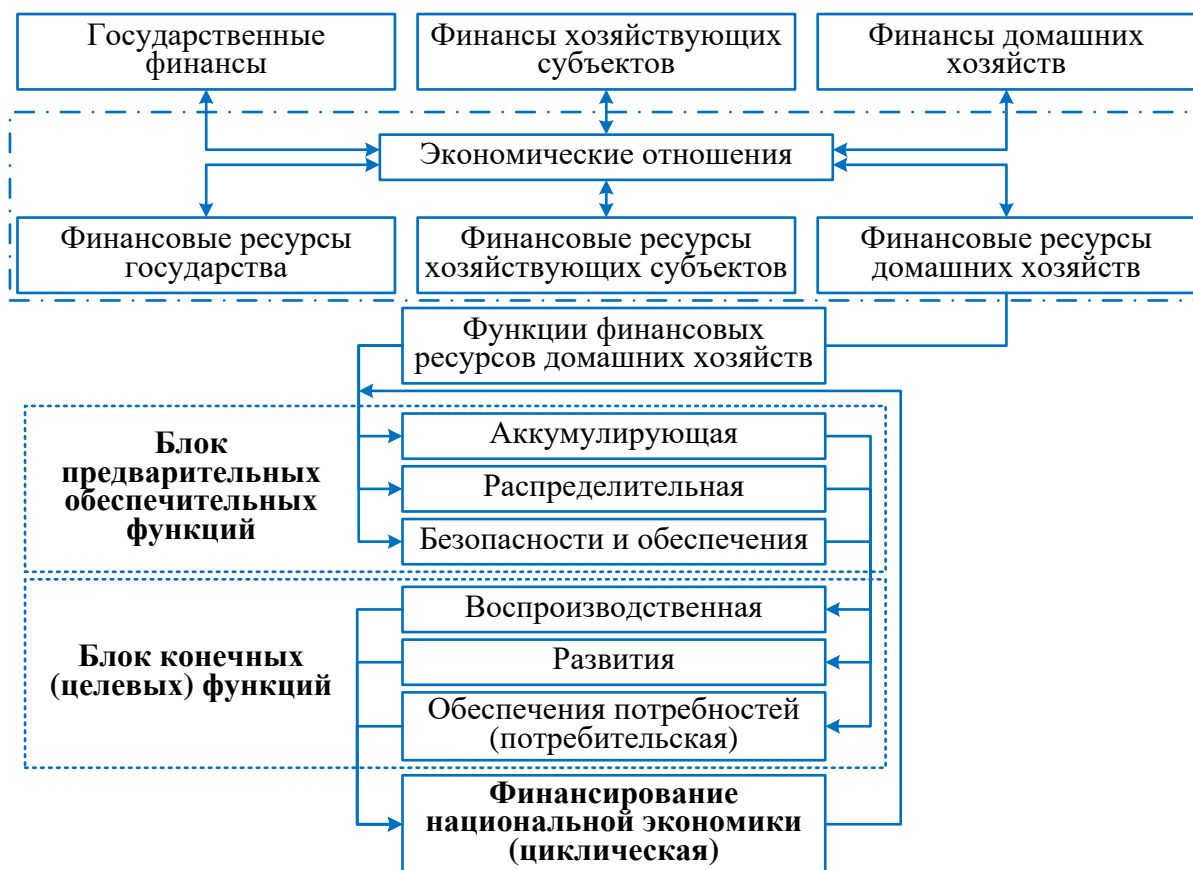 Государственные
финансы
Финансы хозяйствующих
субъектов
Финансы домашних
хозяйств
Экономические отношения
Финансовые ресурсы
государства
Финансовые ресурсы
хозяйствующих субъектов
Финансовые ресурсы
домашних хозяйств
Функции финансовых
ресурсов домашних хозяйств
Блок
предварительных
обеспечительных
функций
Аккумулирующая
Распределительная
Безопасности и обеспечения
Блок конечных
(целевых) функций
Воспроизводственная
Развития
Обеспечения потребностей
(потребительская)
Финансирование
национальной экономики
(циклическая)